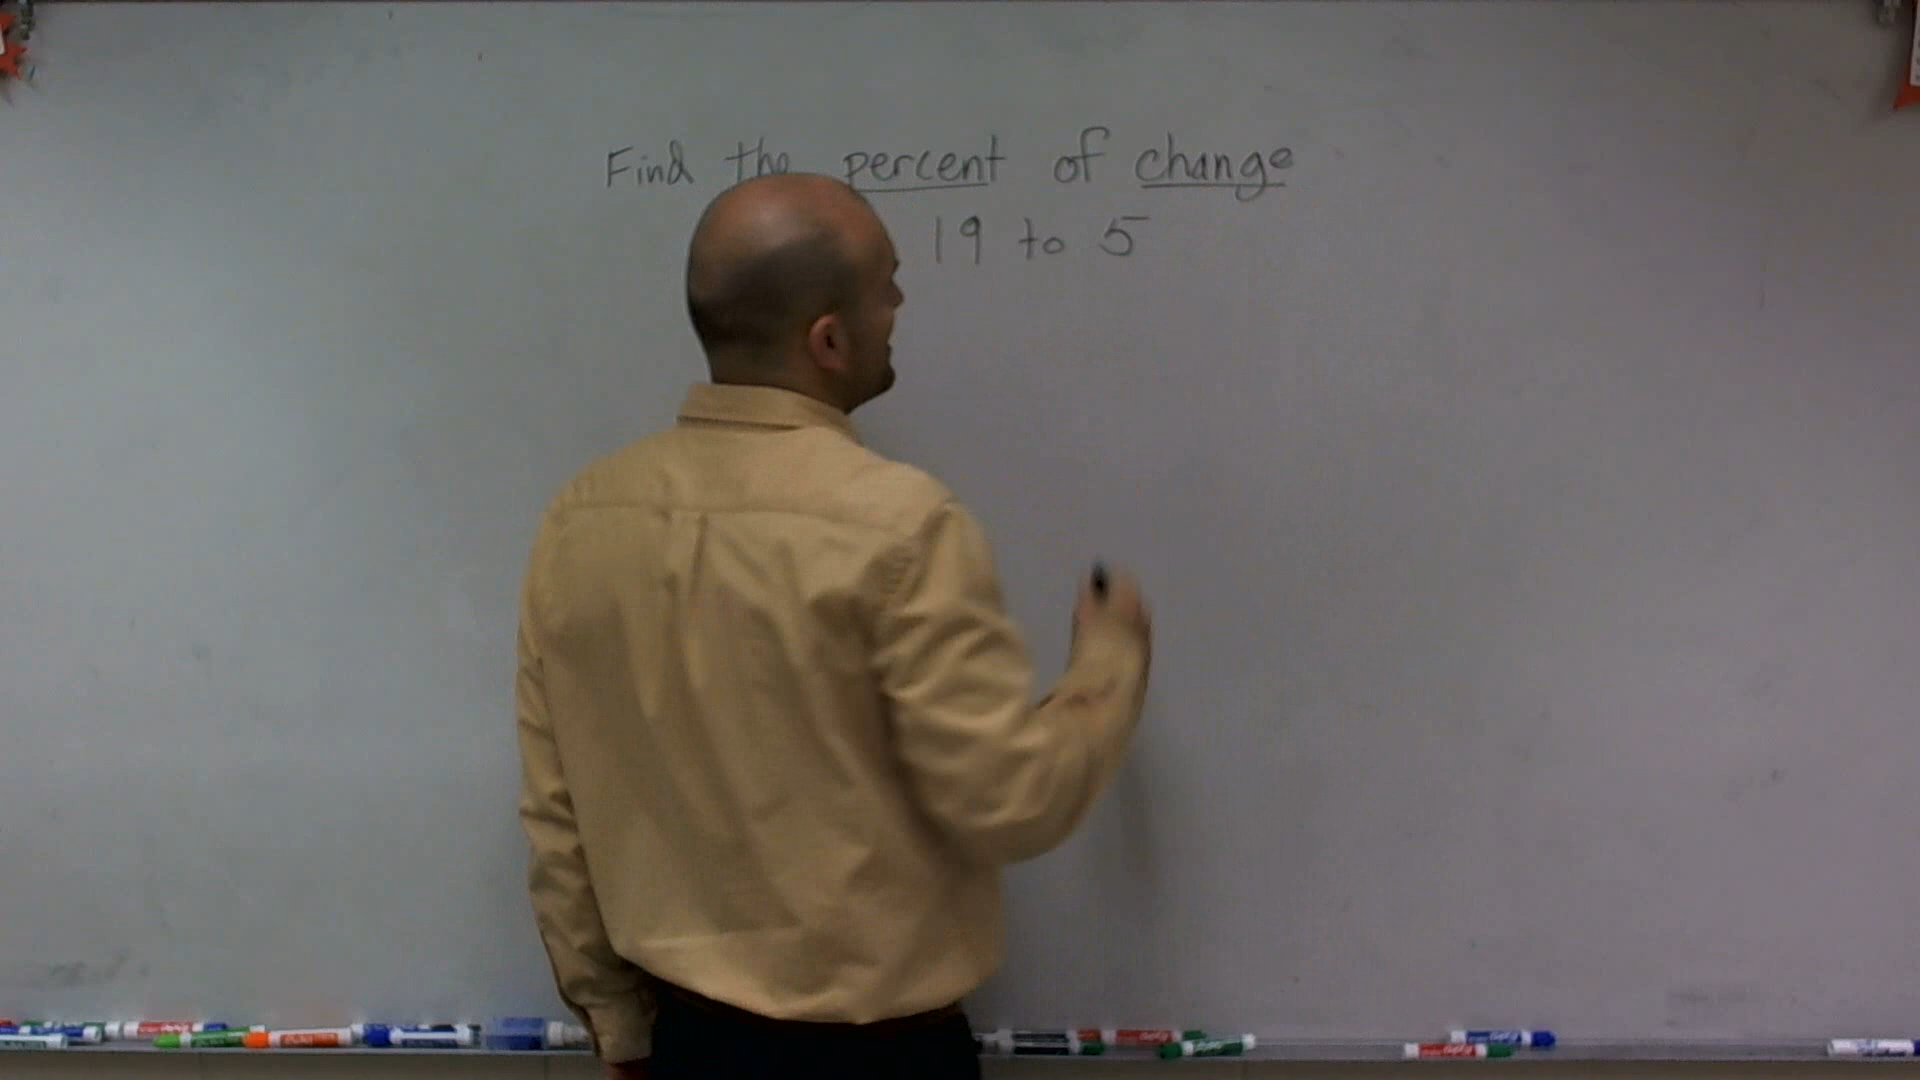 Find the percent of change
19 to 5